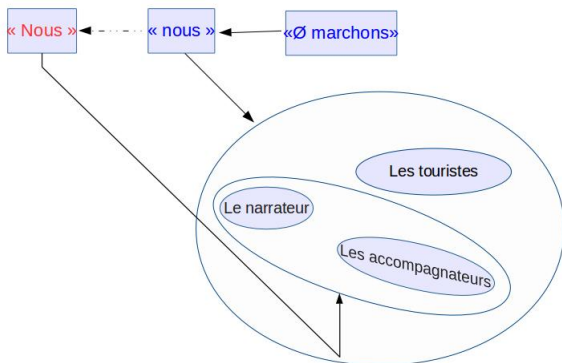 « Nous »
« nous »
«Ø marchons»
Les touristes
Le narrateur
Les accompagnateurs